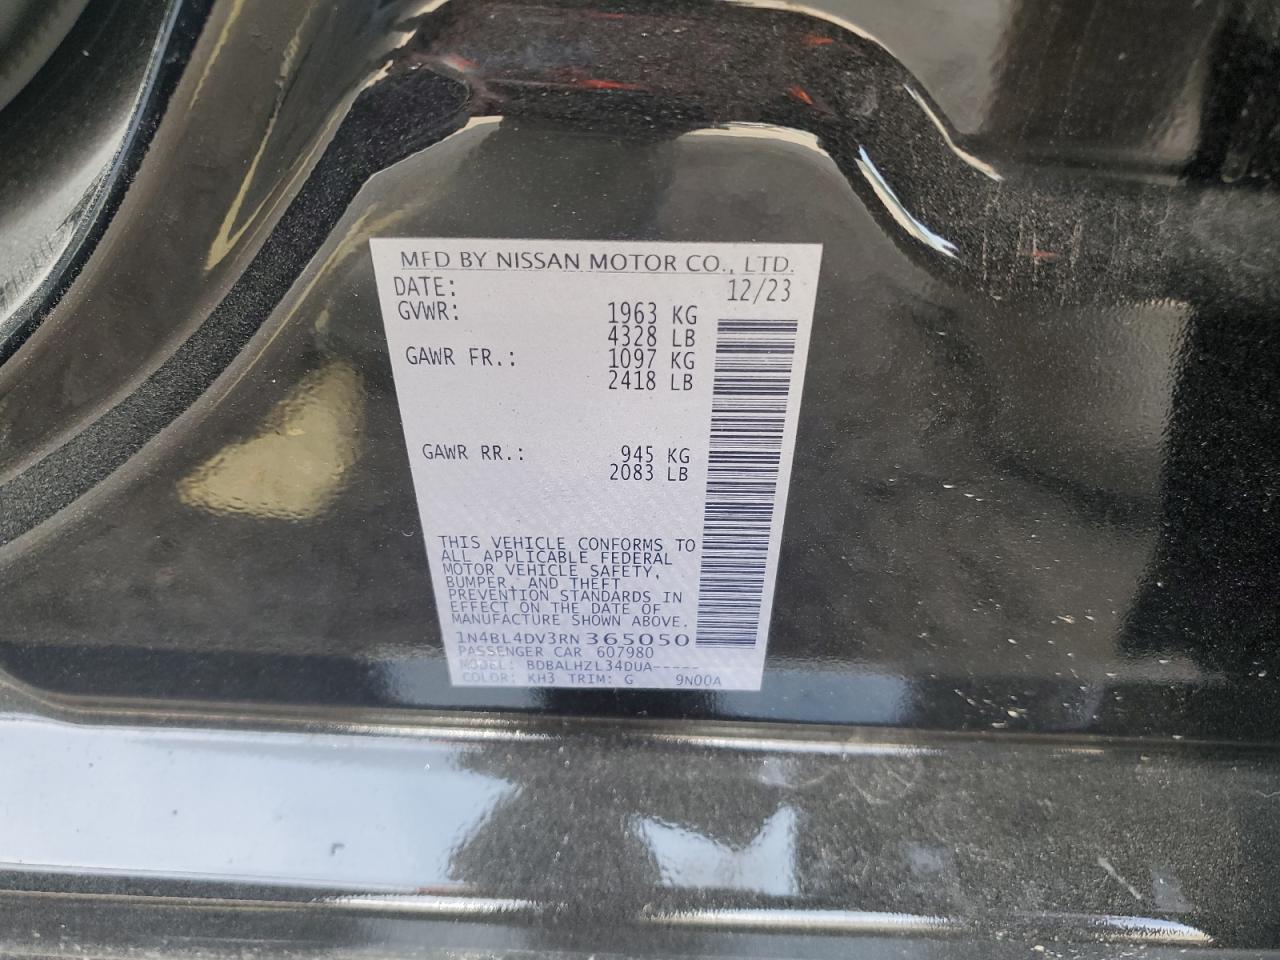 MFD BY NISSAN MOTOR CO., LTD.
DATE: 12/23
GVWR: 1963 KG
4328 LB
GAWR FR.: 1097 KG
2418 LB
GAWR RR.: 945 KG
2083 LB
THIS VEHICLE CONFORMS TO
ALL APPLICABLE FEDERAL
MOTOR VEHICLE SAFETY,
BUMPER, AND THEFT
PREVENTION STANDARDS IN
EFFECT ON THE DATE OF
MANUFACTURE SHOWN ABOVE.
1N4BL4DV3RN365050
PASSENGER CAR 607980
MODEL: BDBALHZL34DUA-----
COLOR: KH3 TRIM: G 9N00A